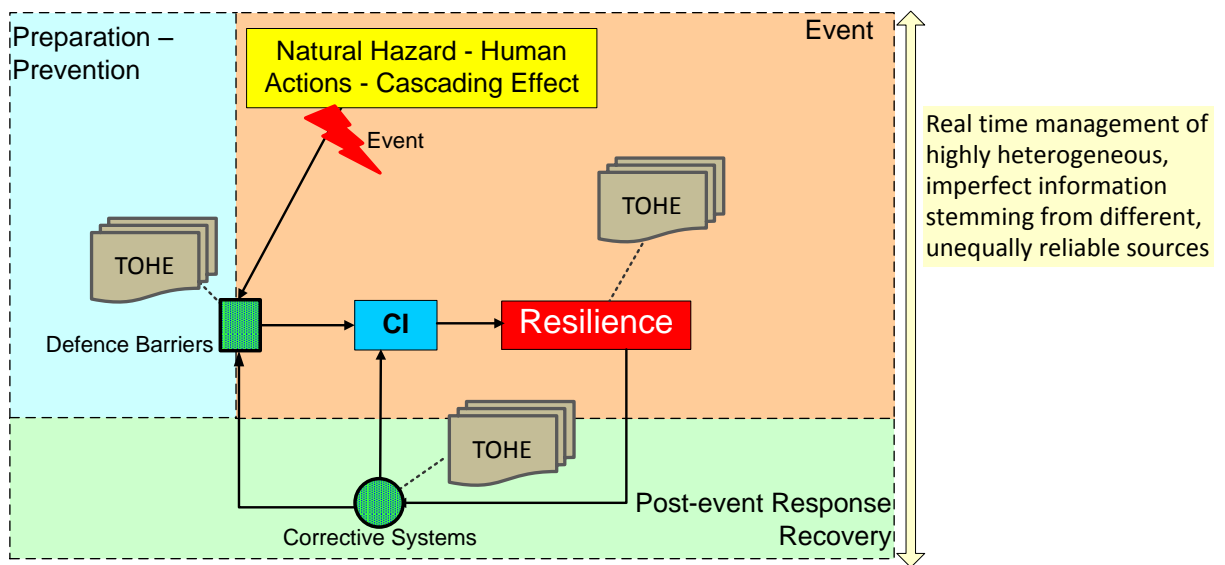 Preparation –
Prevention
Natural Hazard - Human
Actions - Cascading Effect
Event
Event
TOHE
TOHE
Defence Barriers
CI
Resilience
TOHE
Corrective Systems
Post-event Response
Recovery
Real time management of
highly heterogeneous,
imperfect information
stemming from different,
unequally reliable sources